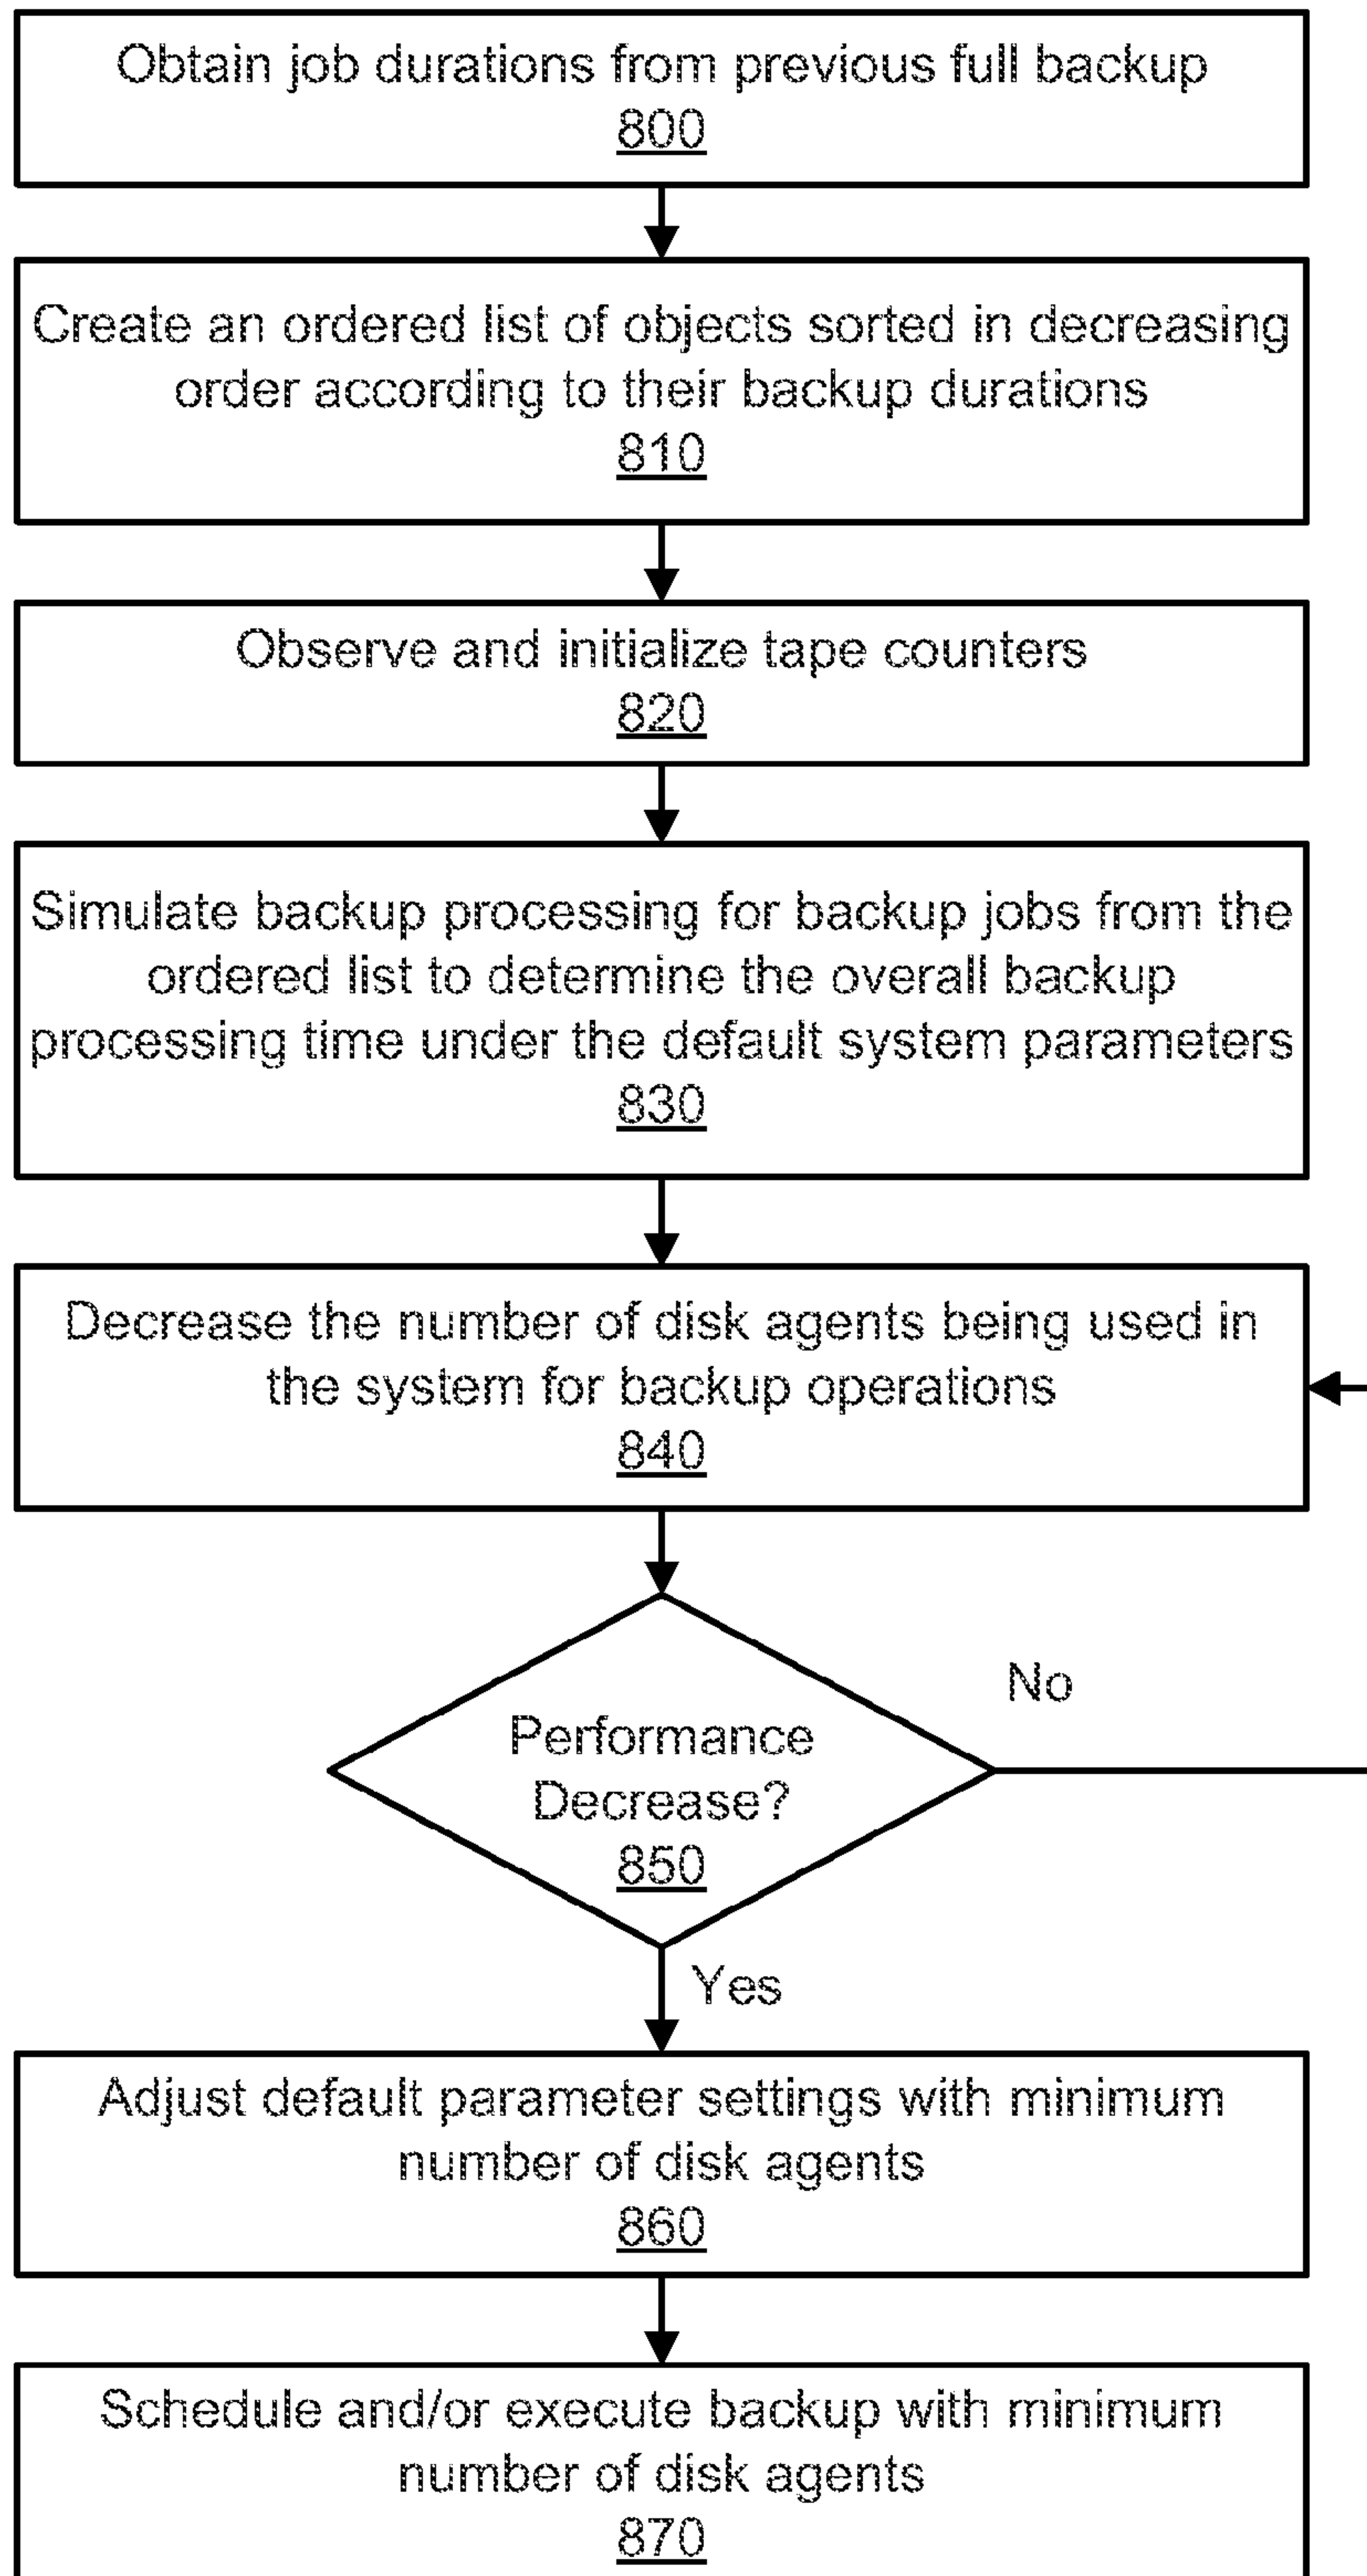 Obtain job durations from previous full backup
800
Create an ordered list of objects sorted in decreasing
order according to their backup durations
810
Observe and initialize tape counters
820
Simulate backup processing for backup jobs from the
ordered list to determine the overall backup
processing time under the default system parameters
830
Decrease the number of disk agents being used in
the system for backup operations
840
No
Performance
Decrease?
850
Yes
Adjust default parameter settings with minimum
number of disk agents
860
Schedule and/or execute backup with minimum
number of disk agents
870